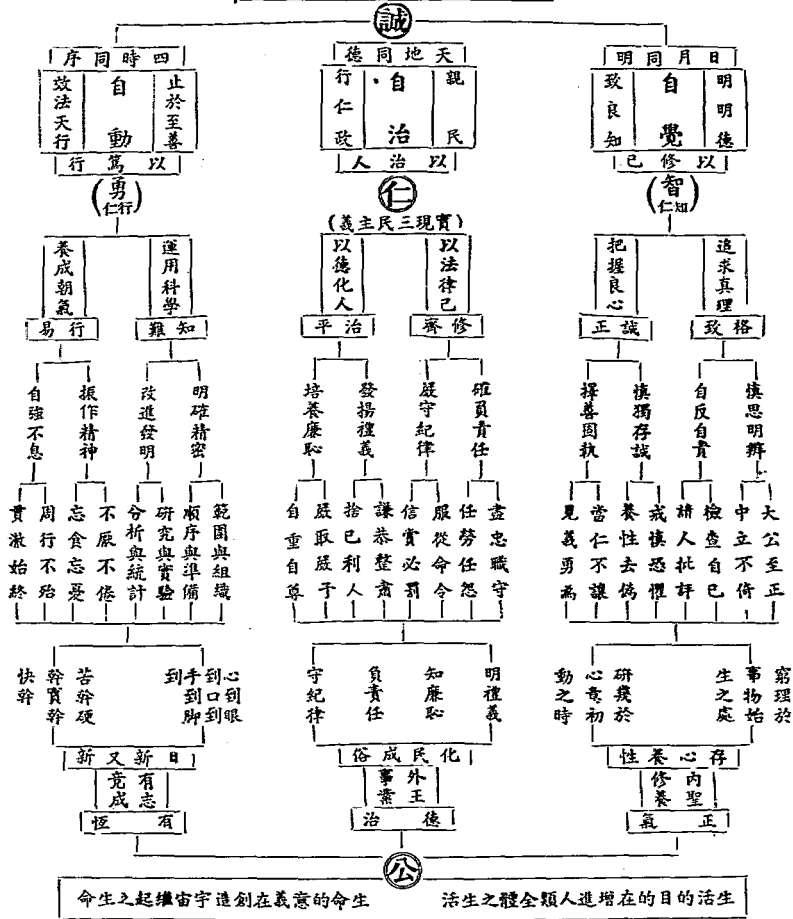 誠
日月同明
明明德
自覺
致良知
以修己
智
(仁知)
天地同德
親民
自治
行仁政
以治人
仁
(實現三民主義)
四時同序
止於至善
自動
效法天行
以篤行
勇
(仁行)
追求真理
格致
把握良心
誠正
以法律己
修齊
以德化人
治平
運用科學
知難
養成朝氣
行易
慎思明辨
自反自責
慎獨存誠
擇善固執
確負責任
嚴守紀律
發揚禮義
培養廉恥
明確精密
改進發明
振作精神
自強不息
大公至正
中立不倚
檢查自己
請人批評
戒慎恐懼
養性去偽
當仁不讓
見義勇為
盡忠職守
任勞任怨
服從命令
信賞必罰
謙恭整肅
捨己利人
嚴取嚴予
自重自尊
範圍與組織
順序與準備
研究與實驗
分析與統計
不厭不倦
忘食忘憂
周行不殆
貫澈始終
窮理於
事物始
生之處
研幾於
心意初
動之時
明禮義
知廉恥
負責任
守紀律
心到眼
到口到
手到脚
到
苦幹硬
幹實幹
快幹
存心養性
內聖
修養
正氣
化民成俗
外王
事業
德治
日新又新
有志
竟成
有恆
公
生活的目的在增進人類全體之生活
生命的意義在創造宇宙繼起之生命